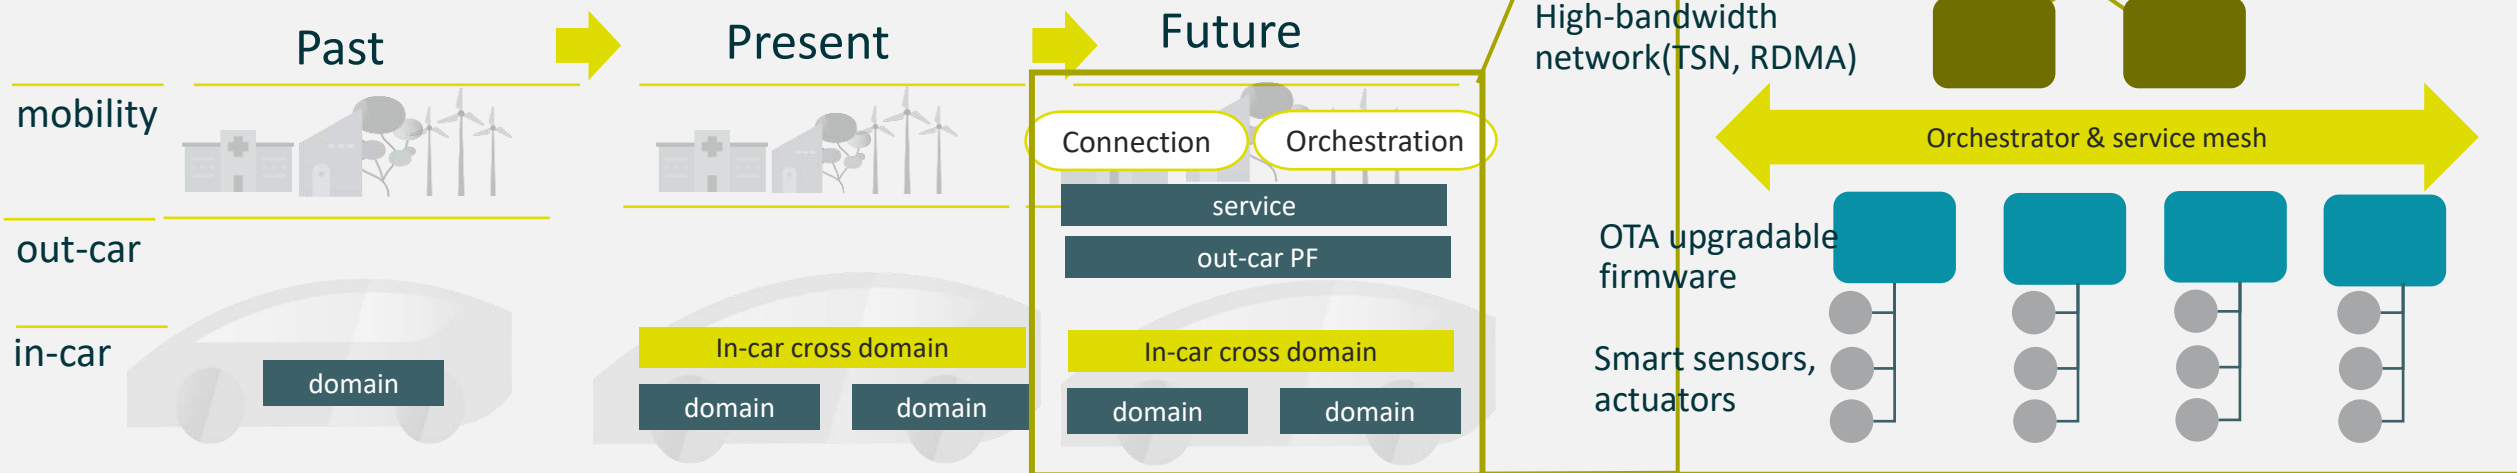 Past
Present
Future
mobility
Connection
Orchestration
service
out-car
out-car PF
in-car
domain
In-car cross domain
domain
domain
In-car cross domain
domain
domain
High-bandwidth
network(TSN, RDMA)
Orchestrator & service mesh
OTA upgradable
firmware
Smart sensors,
actuators